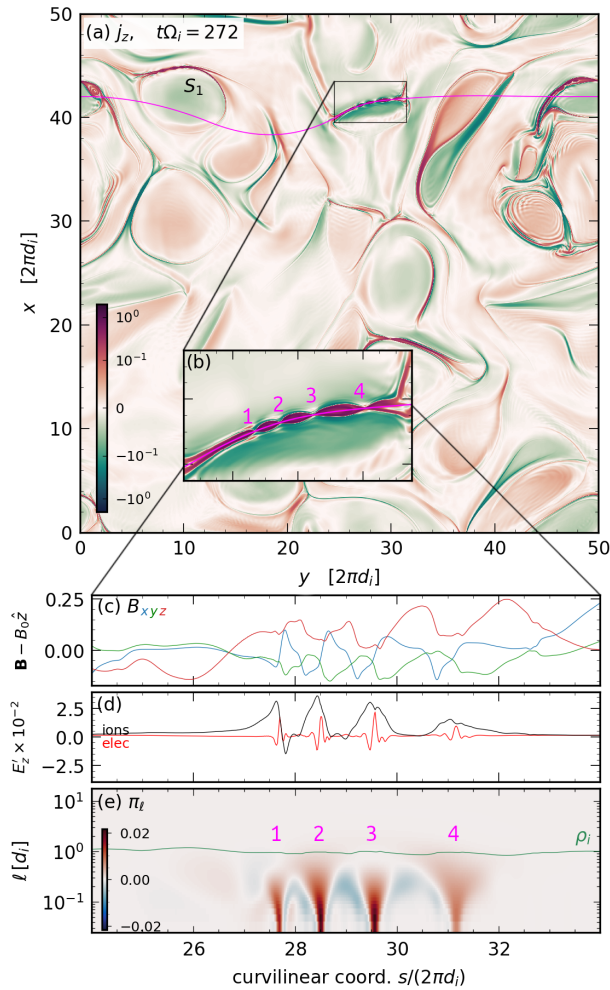 (a) j_z, tΩ_i = 272
50
40
30
20
10
0
x [2πd_i]
S_1
10^0
10^-1
0
−10^-1
−10^0
(b)
1 2 3 4
0 10 20 30 40 50
y [2πd_i]
(c) B_x y z
0.25
0.00
B − B_0ẑ
(d)
2.5
0.0
−2.5
E′_z × 10^−2
ions
elec
(e) π_ℓ
10^1
10^0
10^-1
ℓ [d_i]
0.02
0.00
−0.02
1 2 3 4
ρ_i
26 28 30 32
curvilinear coord. s/(2πd_i)